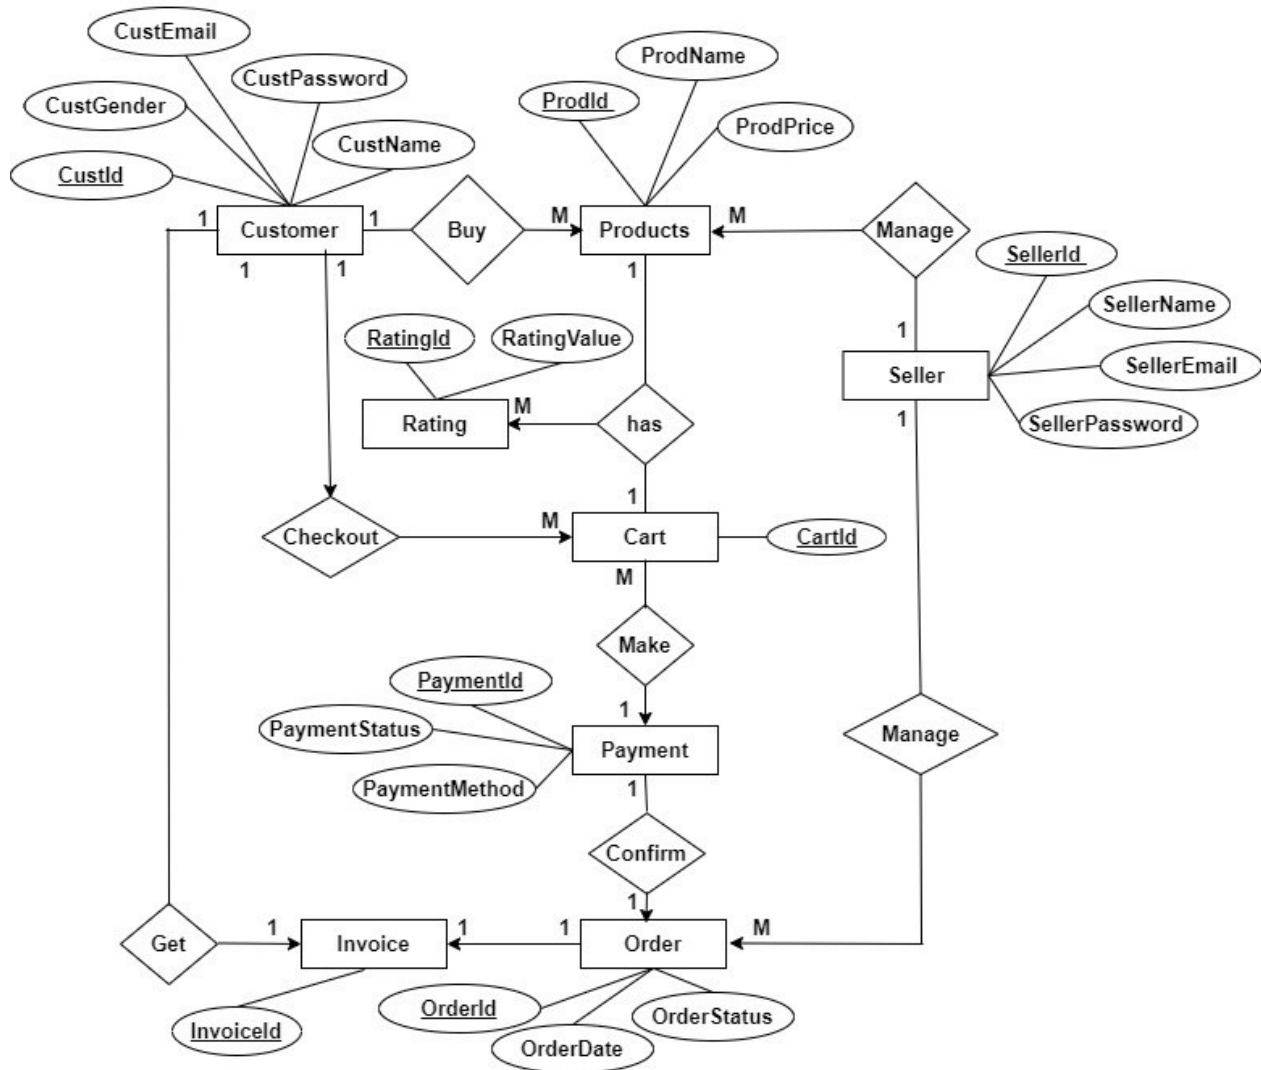 CustEmail
ProdName
CustPassword
ProdId
CustGender
ProdPrice
CustName
CustId
1
Customer
1
Buy
M
Products
M
Manage
1
1
1
SellerId
SellerName
RatingId
RatingValue
1
Seller
SellerEmail
M
Rating
has
1
SellerPassword
1
Checkout
M
Cart
CartId
M
Make
PaymentId
1
PaymentStatus
Payment
Manage
PaymentMethod
1
Confirm
1
Get
1
Invoice
1
1
Order
M
InvoiceId
OrderId
OrderStatus
OrderDate